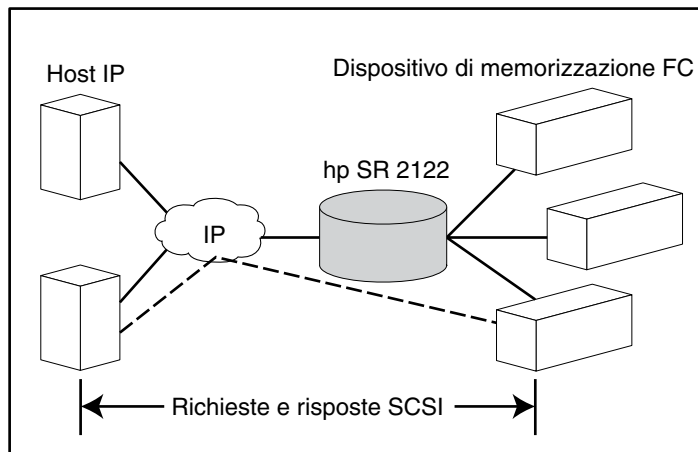 Host IP
Dispositivo di memorizzazione FC
hp SR 2122
IP
Richieste e risposte SCSI